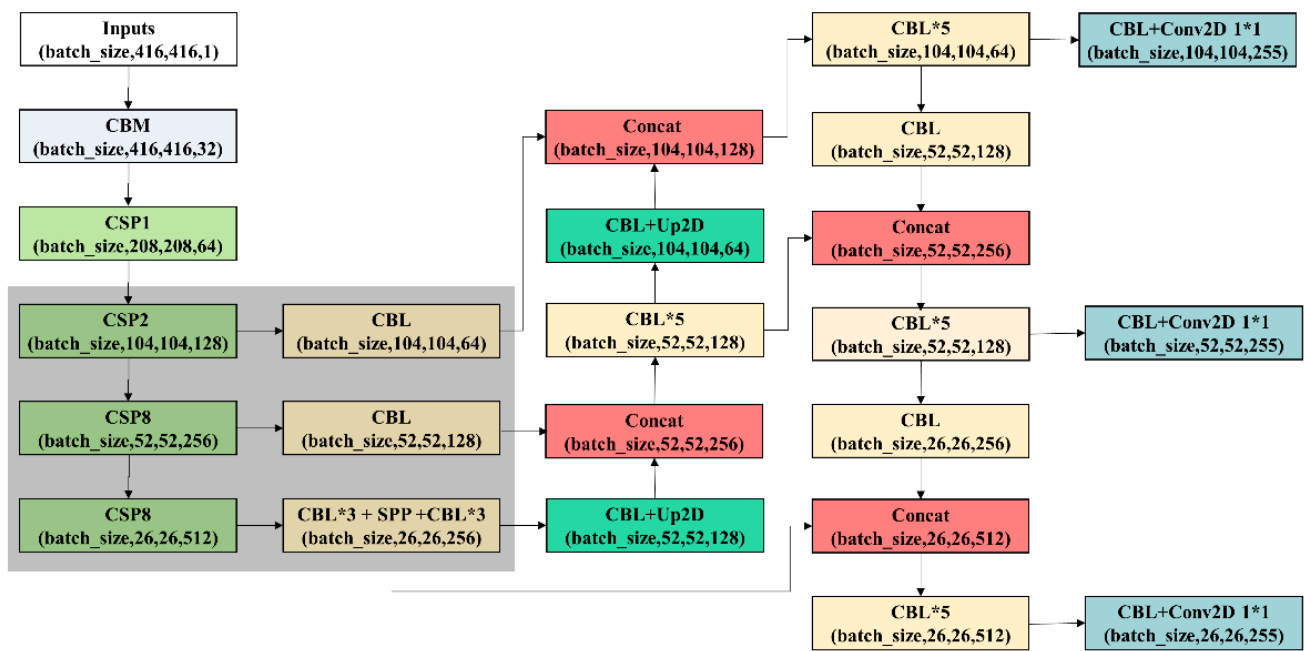 Inputs
(batch_size,416,416,1)
CBM
(batch_size,416,416,32)
CSP1
(batch_size,208,208,64)
CSP2
(batch_size,104,104,128)
CBL
(batch_size,104,104,64)
CSP8
(batch_size,52,52,256)
CBL
(batch_size,52,52,128)
CSP8
(batch_size,26,26,512)
CBL*3 + SPP +CBL*3
(batch_size,26,26,256)
Concat
(batch_size,104,104,128)
CBL+Up2D
(batch_size,104,104,64)
CBL*5
(batch_size,52,52,128)
Concat
(batch_size,52,52,256)
CBL+Up2D
(batch_size,52,52,128)
CBL*5
(batch_size,104,104,64)
CBL+Conv2D 1*1
(batch_size,104,104,255)
CBL
(batch_size,52,52,128)
Concat
(batch_size,52,52,256)
CBL*5
(batch_size,52,52,128)
CBL+Conv2D 1*1
(batch_size,52,52,255)
CBL
(batch_size,26,26,256)
Concat
(batch_size,26,26,512)
CBL*5
(batch_size,26,26,512)
CBL+Conv2D 1*1
(batch_size,26,26,255)